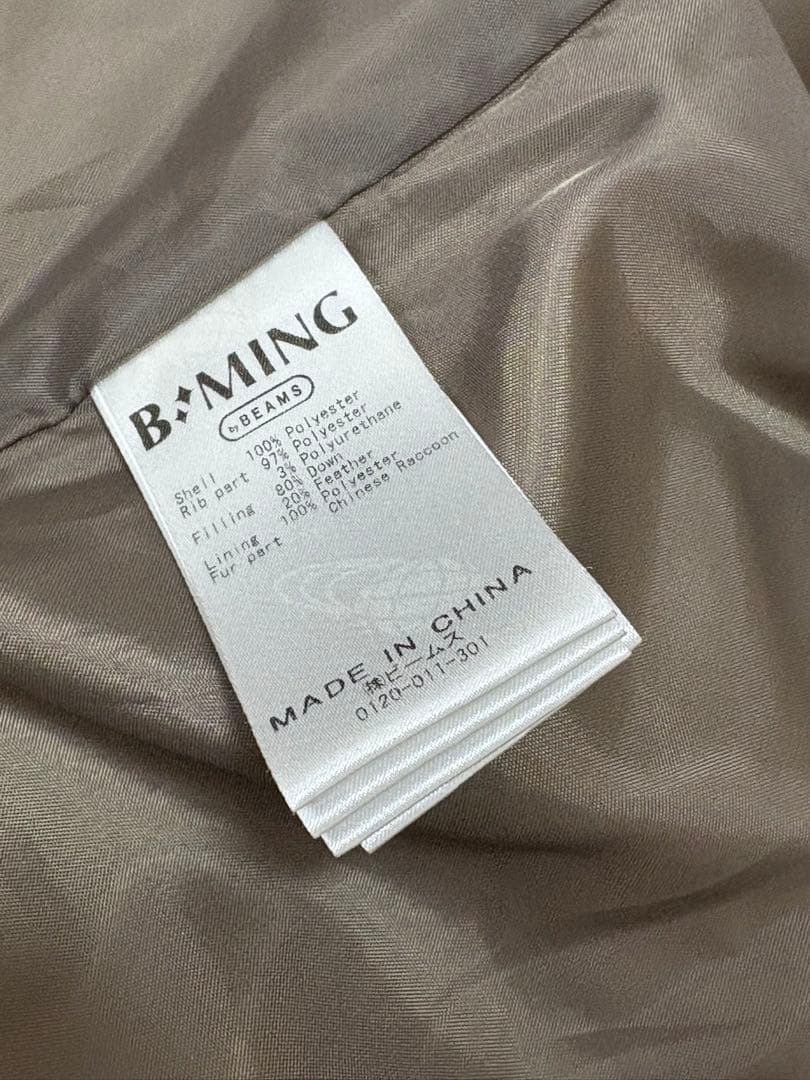 B:MING
by BEAMS
Shell 100% Polyester
Rib part 97% Polyester
3% Polyurethane
Filling 80% Down
20% Feather
Lining 100% Polyester
Fur part Chinese Raccoon
MADE IN CHINA
㈱ビームス
0120-011-301